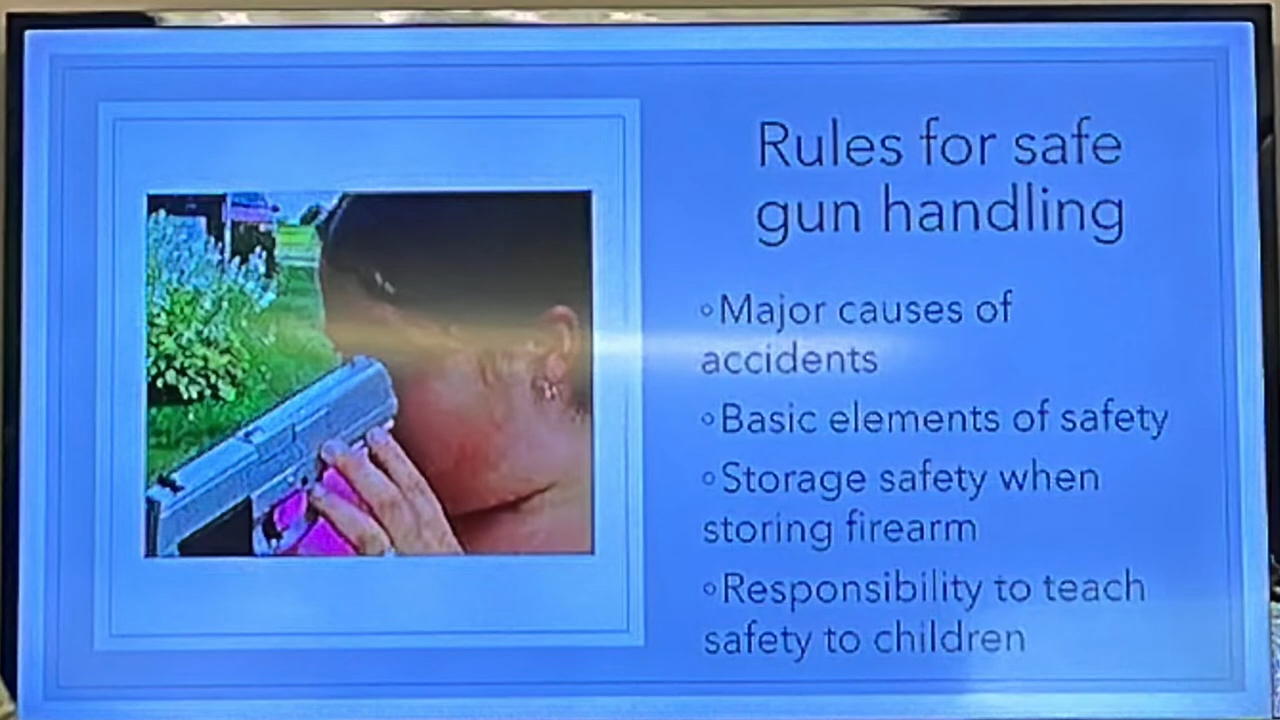 Rules for safe
gun handling
◦Major causes of
accidents
◦Basic elements of safety
◦Storage safety when
storing firearm
◦Responsibility to teach
safety to children